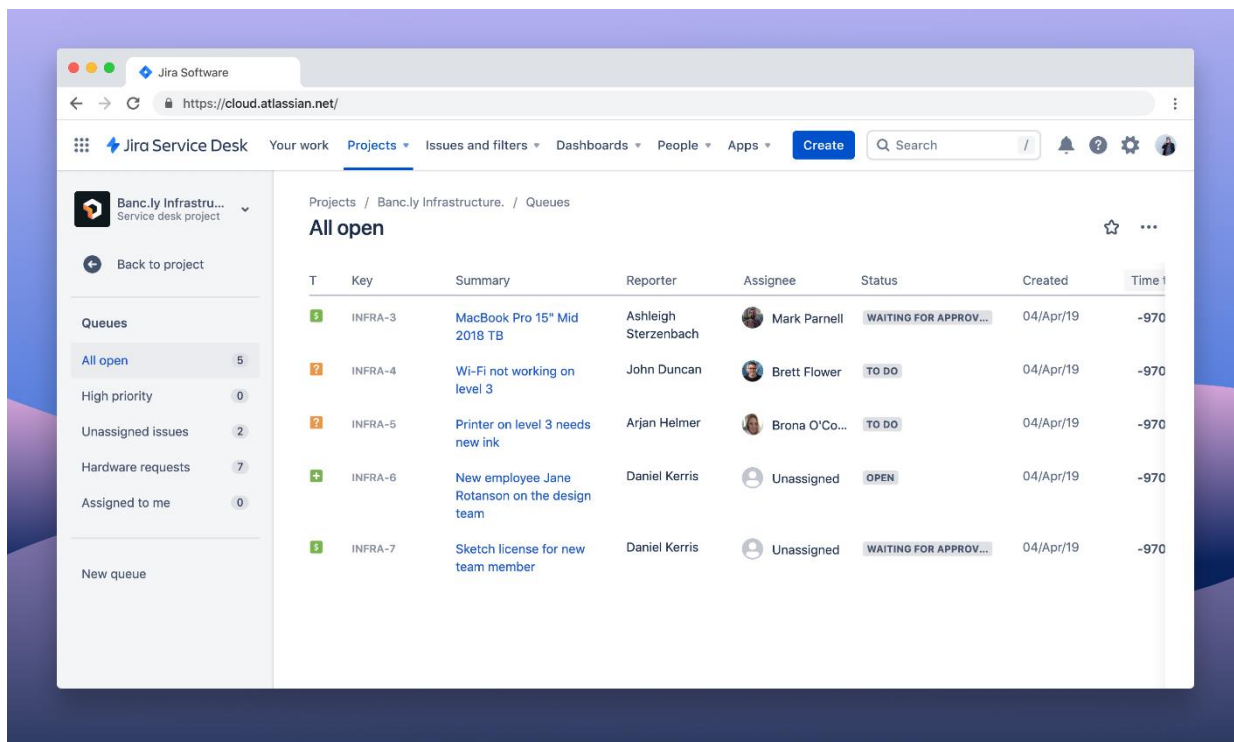 Jira Software
https://cloud.atlassian.net/
Jira Service Desk Your work Projects Issues and filters Dashboards People Apps Create Search /
Banc.ly Infrastru...
Service desk project
Back to project
Queues
All open 5
High priority 0
Unassigned issues 2
Hardware requests 7
Assigned to me 0
New queue
Projects / Banc.ly Infrastructure. / Queues
All open
T Key Summary Reporter Assignee Status Created Time t
INFRA-3 MacBook Pro 15" Mid Ashleigh Mark Parnell WAITING FOR APPROV... 04/Apr/19 -970
2018 TB Sterzenbach
INFRA-4 Wi-Fi not working on John Duncan Brett Flower TO DO 04/Apr/19 -970
level 3
INFRA-5 Printer on level 3 needs Arjan Helmer Brona O'Co... TO DO 04/Apr/19 -970
new ink
INFRA-6 New employee Jane Daniel Kerris Unassigned OPEN 04/Apr/19 -970
Rotanson on the design
team
INFRA-7 Sketch license for new Daniel Kerris Unassigned WAITING FOR APPROV... 04/Apr/19 -970
team member